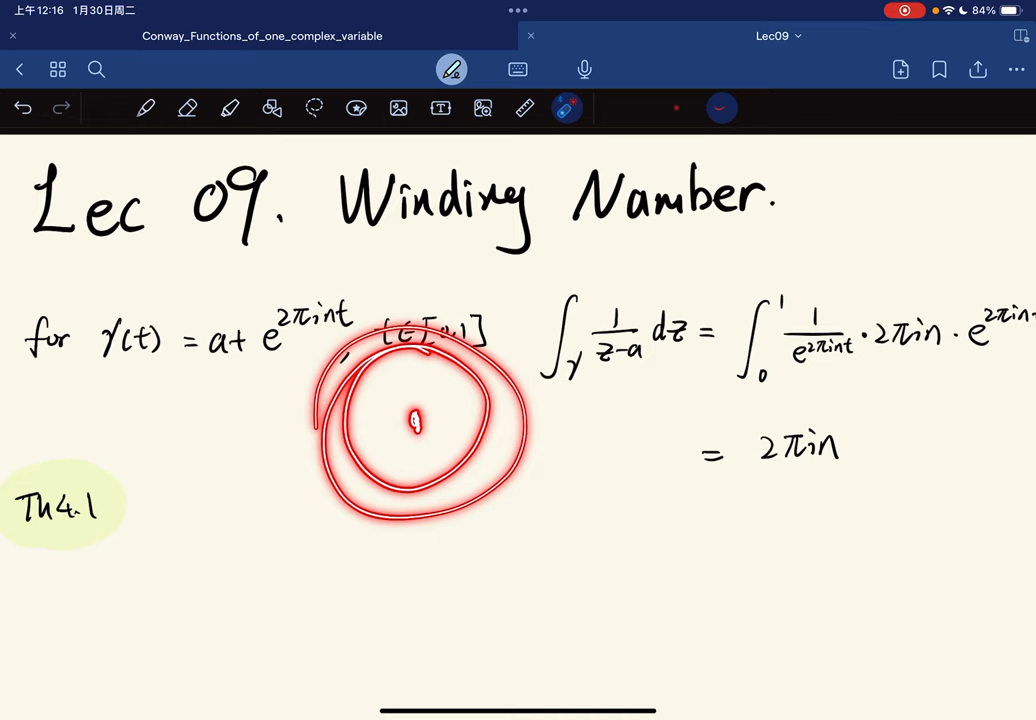 上午12:16 1月30日周二
84%
Conway_Functions_of_one_complex_variable
Lec09
Lec 09. Winding Number.
for γ(t) = a+ e^{2πint}, t∈[0,1] ∫_γ 1/(z-a) dz = ∫_0^1 1/e^{2πint} · 2πin · e^{2πin
= 2πin
Th4.1